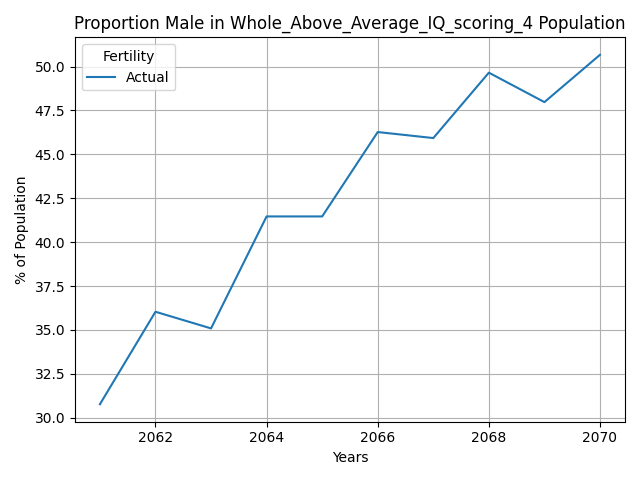 Proportion Male in Whole_Above_Average_IQ_scoring_4 Population
Fertility
Actual
50.0
47.5
45.0
42.5
40.0
37.5
35.0
32.5
30.0
% of Population
2062 2064 2066 2068 2070
Years